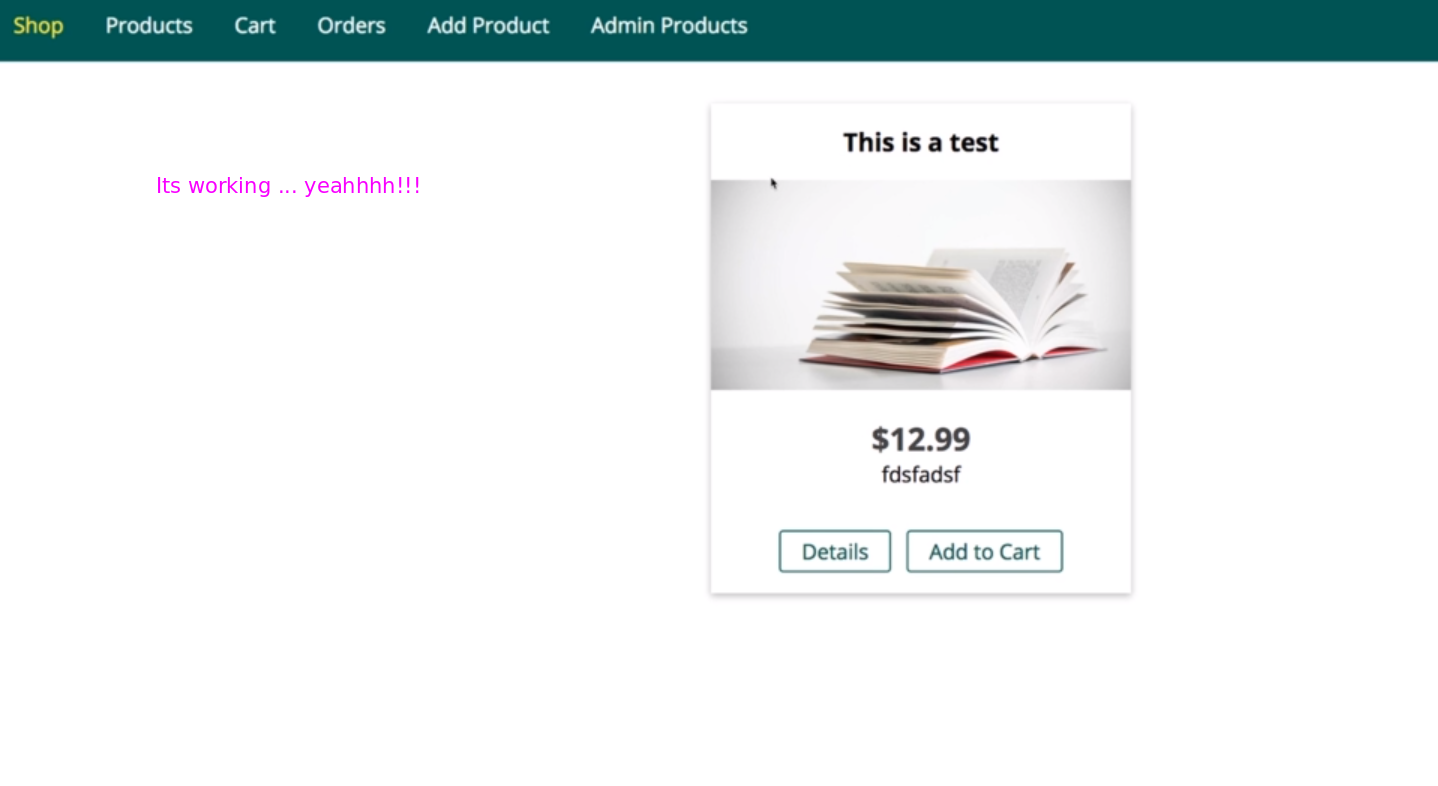 Shop Products Cart Orders Add Product Admin Products
This is a test
Its working ... yeahhhh!!!
$12.99
fdsfadsf
Details Add to Cart